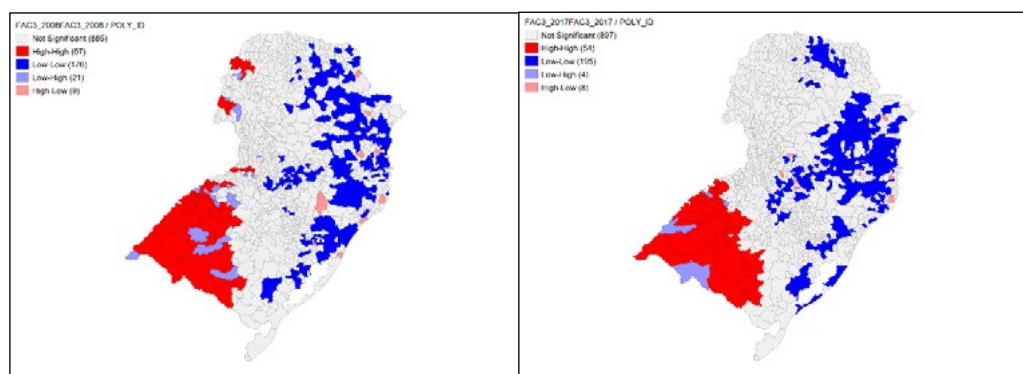 FAC3_2006FAC3_2006 / POLY_ID
Not Significant (885)
High-High (67)
Low-Low (176)
Low-High (21)
High-Low (9)
FAC3_2017FAC3_2017 / POLY_ID
Not Significant (897)
High-High (54)
Low-Low (195)
Low-High (4)
High-Low (8)